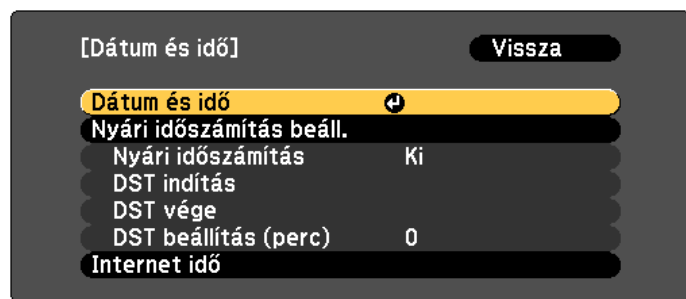 [Dátum és idő] Vissza
Dátum és idő
Nyári időszámítás beáll.
Nyári időszámítás Ki
DST indítás
DST vége
DST beállítás (perc) 0
Internet idő